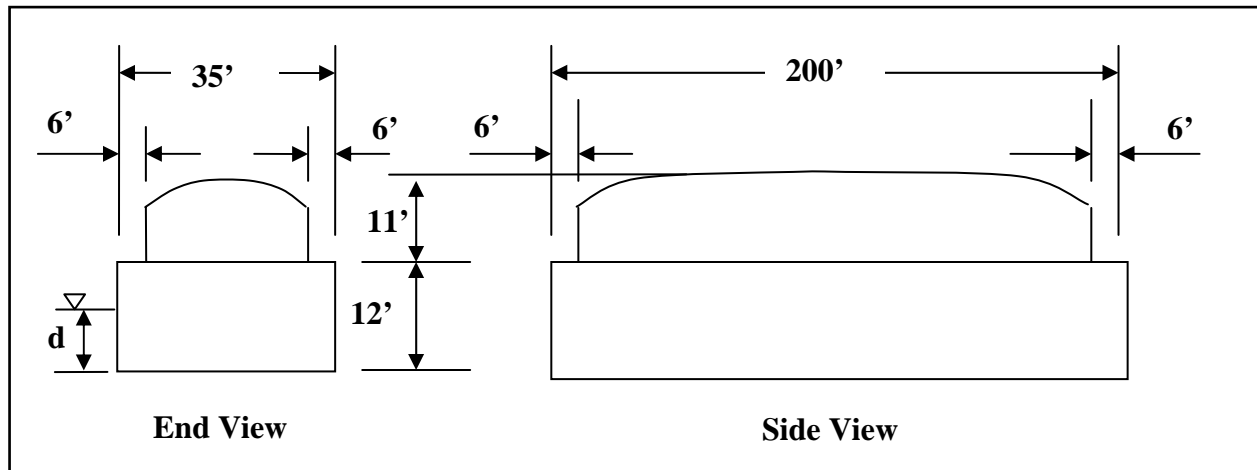 35’
200’
6’
6’
6’
6’
11’
12’
d
End View
Side View